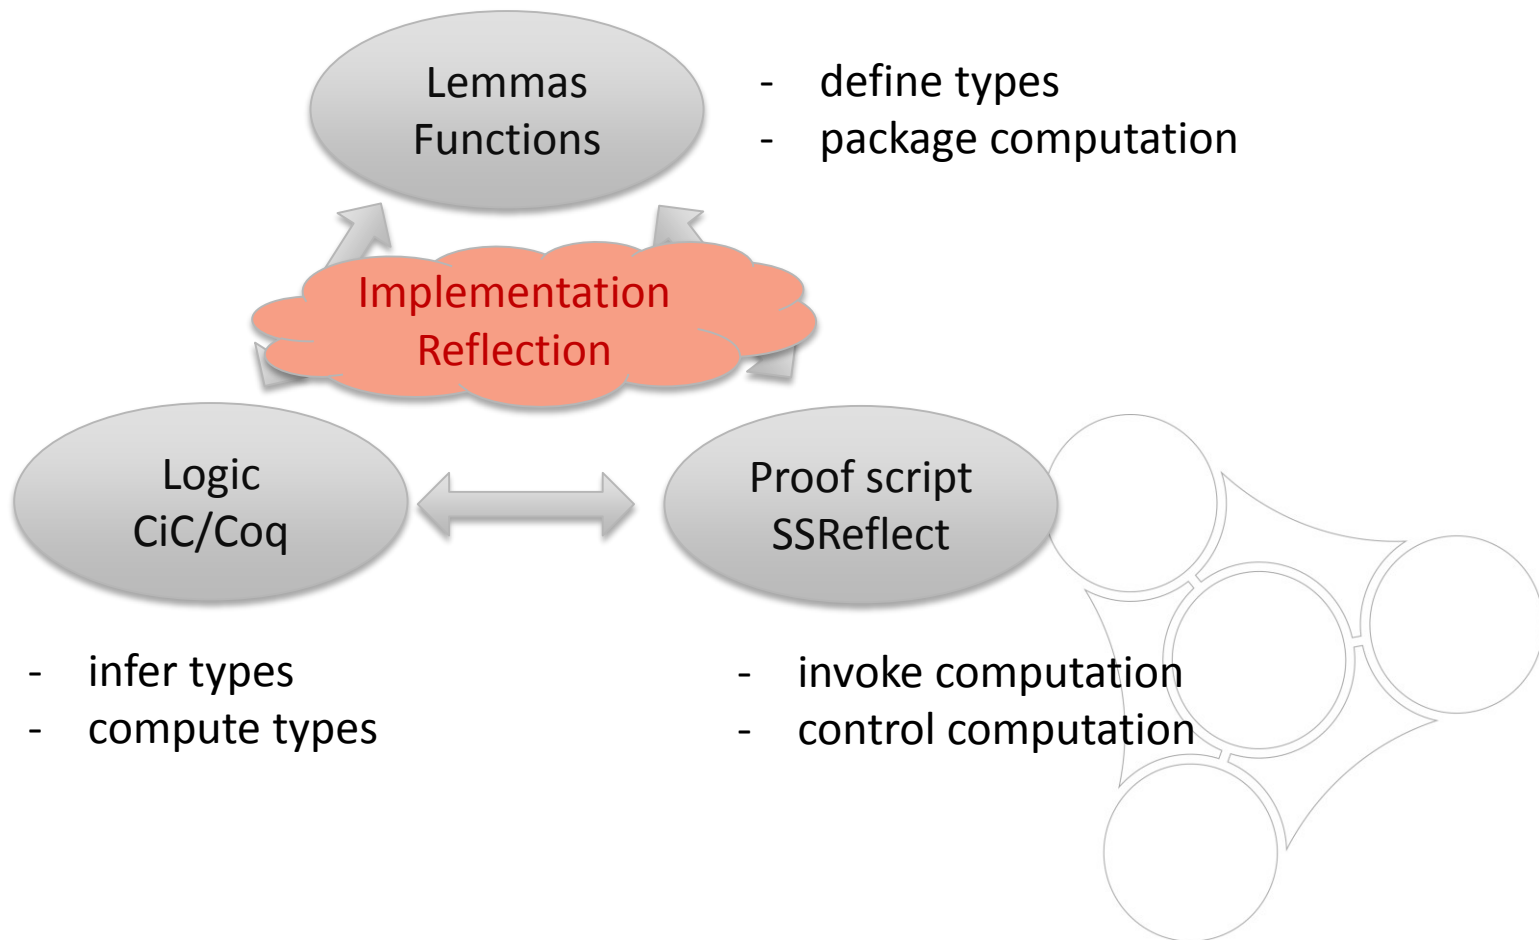 Lemmas
Functions
- define types
- package computation
Implementation
Reflection
Logic
CiC/Coq
Proof script
SSReflect
- infer types
- compute types
- invoke computation
- control computation